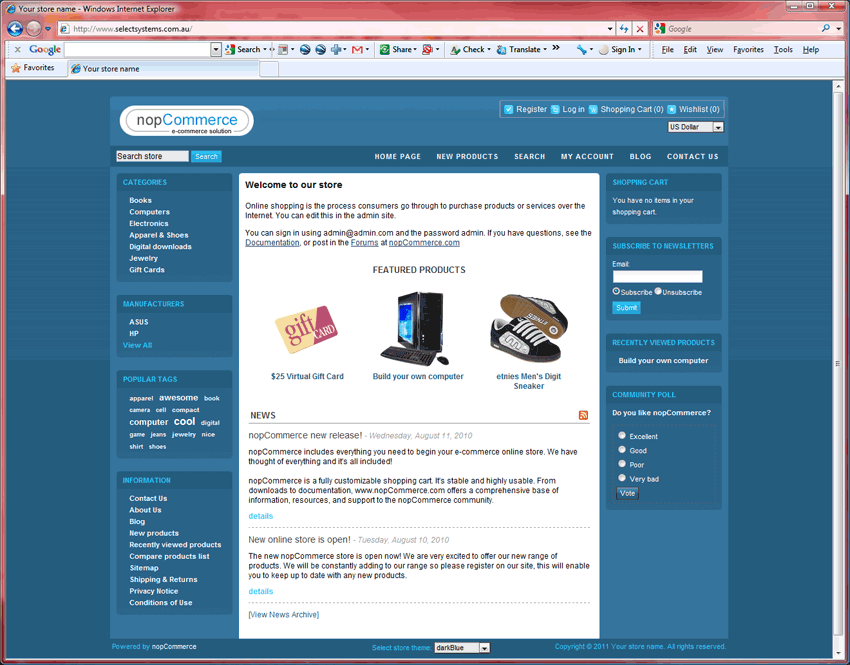 Your store name - Windows Internet Explorer
http://www.selectsystems.com.au/
Google
Google
Search
Share
Check
Translate
Sign In
File Edit View Favorites Tools Help
Favorites
Your store name
nopCommerce
e-commerce solution
Register Log in Shopping Cart (0) Wishlist (0)
US Dollar
Search store
Search
HOME PAGE NEW PRODUCTS SEARCH MY ACCOUNT BLOG CONTACT US
CATEGORIES
Books
Computers
Electronics
Apparel & Shoes
Digital downloads
Jewelry
Gift Cards
MANUFACTURERS
ASUS
HP
View All
POPULAR TAGS
apparel awesome book
camera cell compact
computer cool digital
game jeans jewelry nice
shirt shoes
INFORMATION
Contact Us
About Us
Blog
New products
Recently viewed products
Compare products list
Sitemap
Shipping & Returns
Privacy Notice
Conditions of Use
Welcome to our store
Online shopping is the process consumers go through to purchase products or services over the
Internet. You can edit this in the admin site.
You can sign in using admin@admin.com and the password admin. If you have questions, see the
Documentation, or post in the Forums at nopCommerce.com
FEATURED PRODUCTS
gift
CARD
$25 Virtual Gift Card
Build your own computer
etnies Men's Digit
Sneaker
NEWS
nopCommerce new release! - Wednesday, August 11, 2010
nopCommerce includes everything you need to begin your e-commerce online store. We have
thought of everything and it's all included!
nopCommerce is a fully customizable shopping cart. It's stable and highly usable. From
downloads to documentation, www.nopCommerce.com offers a comprehensive base of
information, resources, and support to the nopCommerce community.
details
New online store is open! - Tuesday, August 10, 2010
The new nopCommerce store is open now! We are very excited to offer our new range of
products. We will be constantly adding to our range so please register on our site, this will enable
you to keep up to date with any new products.
details
[View News Archive]
SHOPPING CART
You have no items in your
shopping cart.
SUBSCRIBE TO NEWSLETTERS
Email:
Subscribe Unsubscribe
Submit
RECENTLY VIEWED PRODUCTS
Build your own computer
COMMUNITY POLL
Do you like nopCommerce?
Excellent
Good
Poor
Very bad
Vote
Powered by nopCommerce
Select store theme: darkBlue
Copyright © 2011 Your store name. All rights reserved.